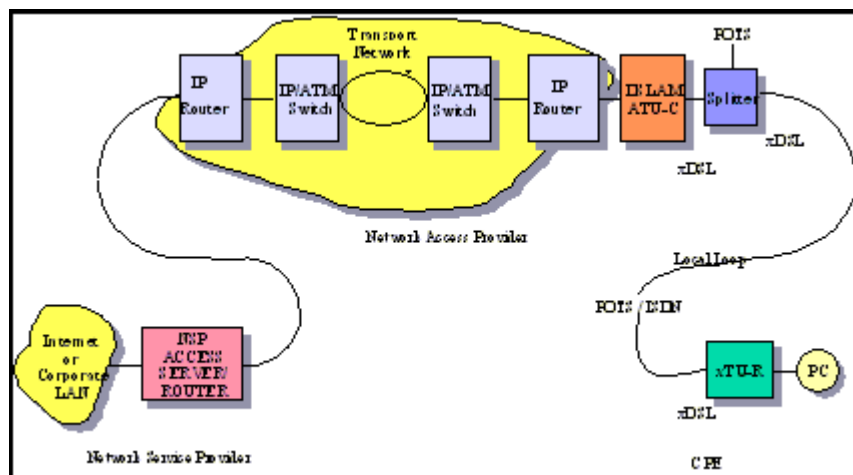 Transport
Network
POTS
IP
Router
IP/ATM
Switch
IP/ATM
Switch
IP
Router
DSLAM
ATU-C
Splitter
xDSL
xDSL
Network Access Provider
Local Loop
POTS / ISDN
Internet
or
Corporate
LAN
NSP
ACCESS
SERVER/
ROUTER
xTU-R
PC
xDSL
Network Service Provider
CPE